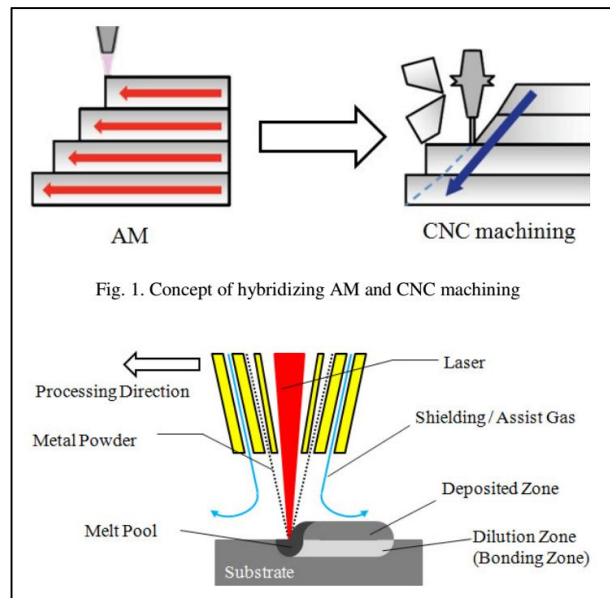 AM
CNC machining
Fig. 1. Concept of hybridizing AM and CNC machining
Processing Direction
Laser
Metal Powder
Shielding / Assist Gas
Deposited Zone
Melt Pool
Dilution Zone
(Bonding Zone)
Substrate